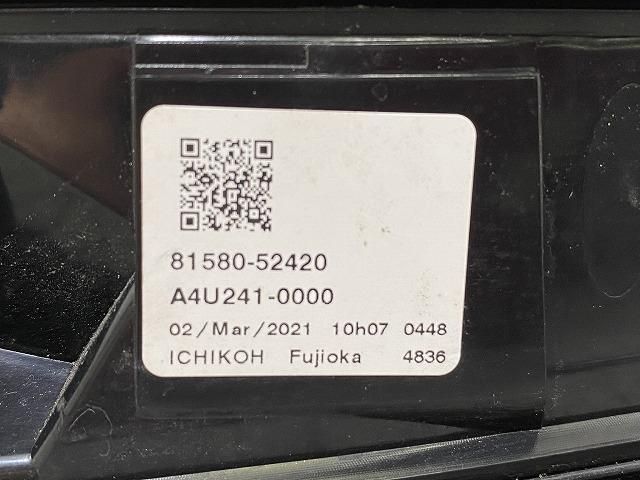 81580-52420
A4U241-0000
02/Mar/2021 10h07 0448
ICHIKOH Fujioka 4836